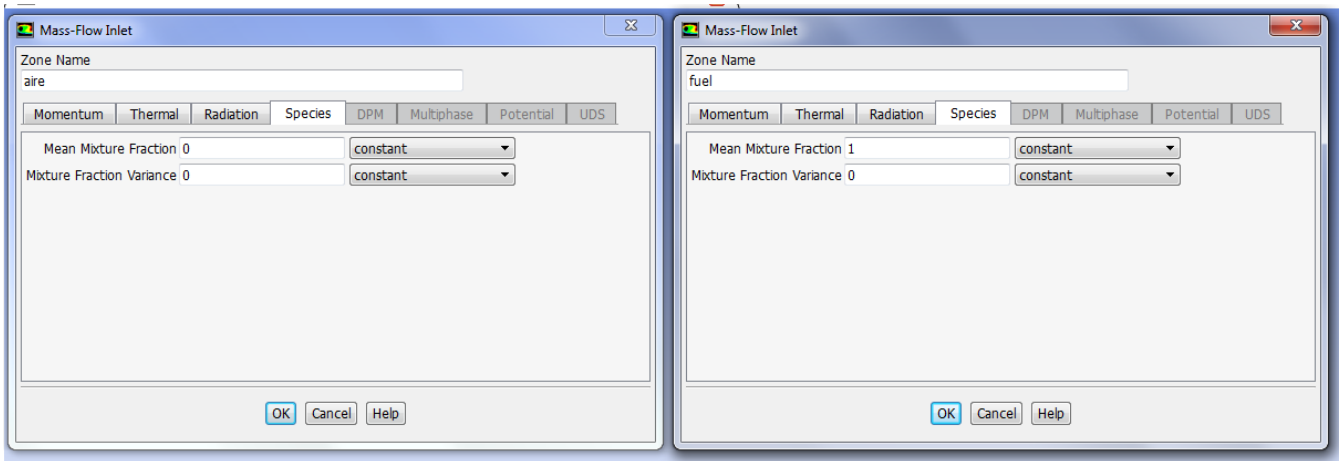 Mass-Flow Inlet
Zone Name
aire
Momentum Thermal Radiation Species DPM Multiphase Potential UDS
Mean Mixture Fraction 0 constant
Mixture Fraction Variance 0 constant
OK Cancel Help
Mass-Flow Inlet
Zone Name
fuel
Momentum Thermal Radiation Species DPM Multiphase Potential UDS
Mean Mixture Fraction 1 constant
Mixture Fraction Variance 0 constant
OK Cancel Help